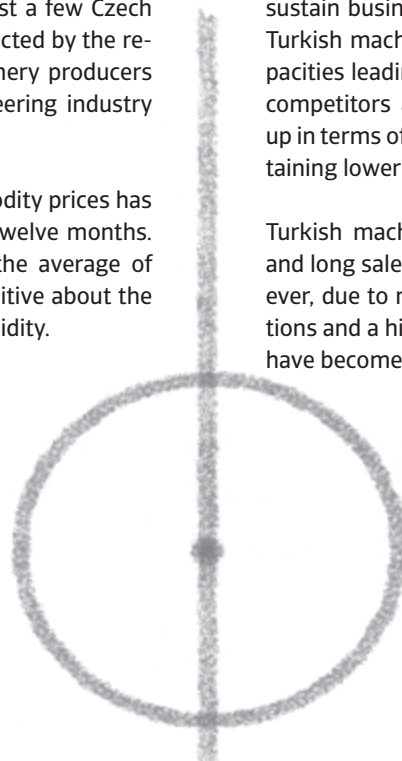 st a few Czech
cted by the re-
nery producers
eering industry
odity prices has
welve months.
the average of
itive about the
idity.
sustain busin
Turkish mach
pacities leadin
competitors
up in terms of
taining lower
Turkish mach
and long sale
ever, due to
tions and a hi
have become